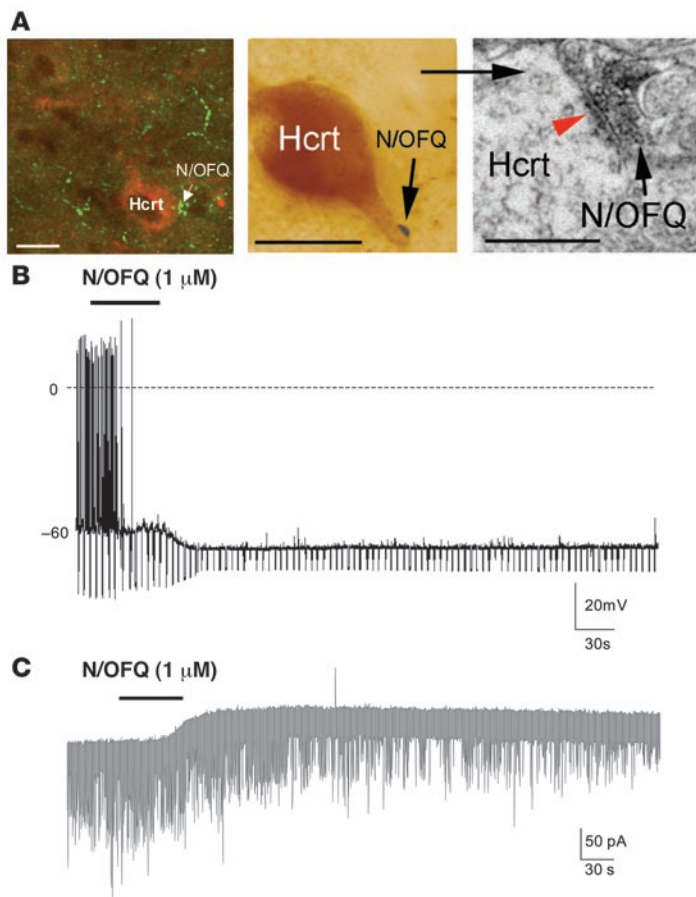 A
N/OFQ
Hcrt
Hcrt
N/OFQ
Hcrt
N/OFQ
B
N/OFQ (1 μM)
0
−60
20mV
30s
C
N/OFQ (1 μM)
50 pA
30 s